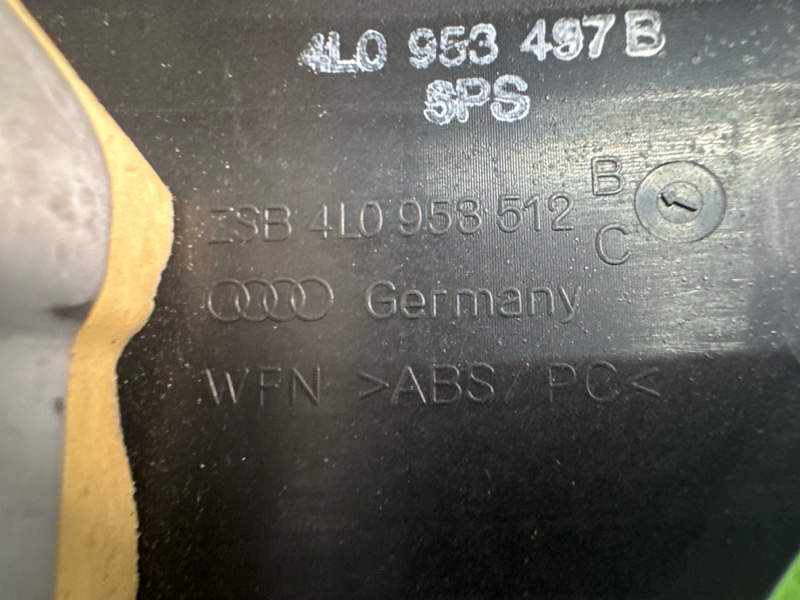 4L0 953 497 B
SPS
ZSB 4L0 953 512
B
C
Germany
WFN >ABS/PC<